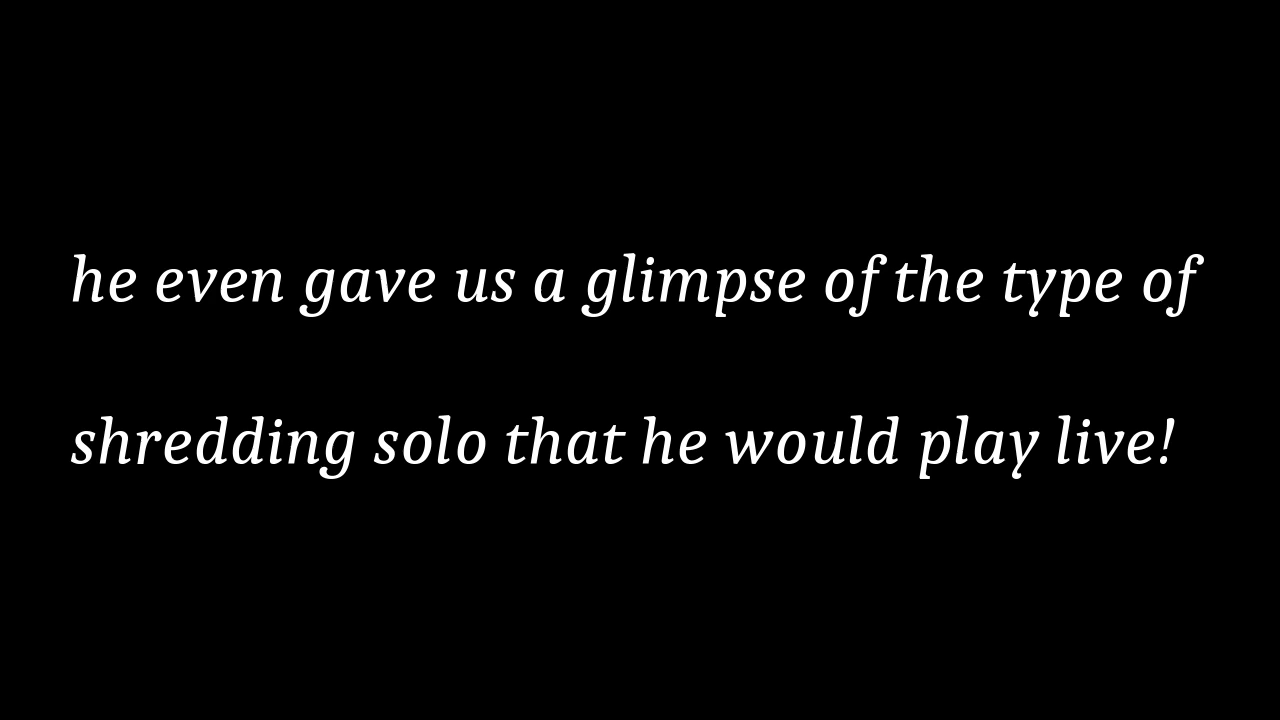 he even gave us a glimpse of the type of
shredding solo that he would play live!